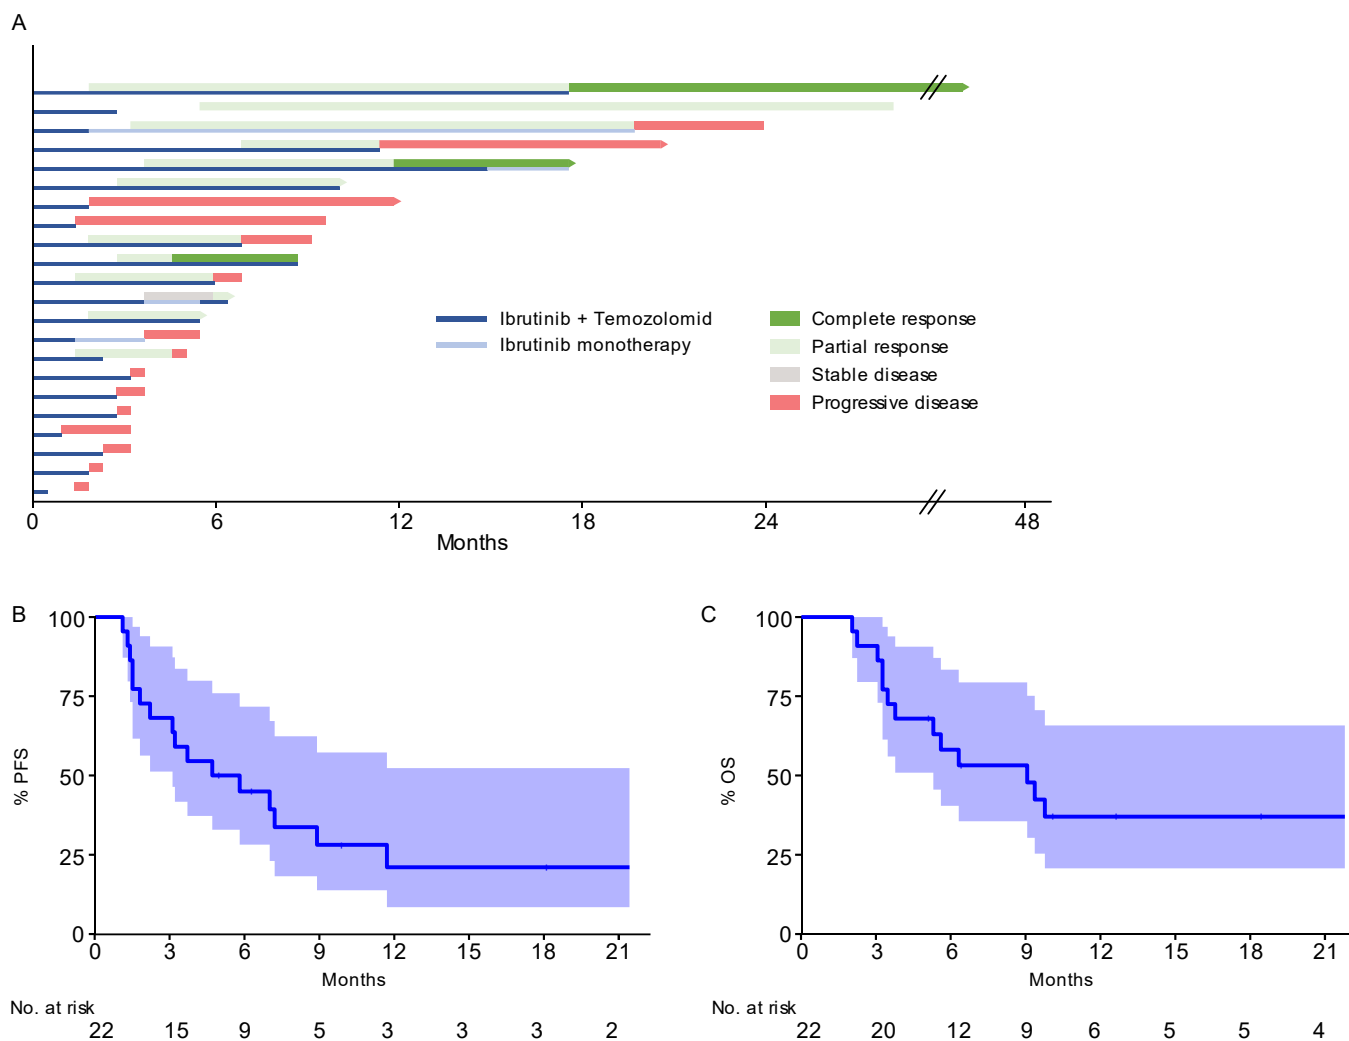 A
Ibrutinib + Temozolomid
Ibrutinib monotherapy
Complete response
Partial response
Stable disease
Progressive disease
0 6 12 18 24 48
Months
B
100
75
50
25
0
% PFS
0 3 6 9 12 15 18 21
Months
No. at risk
22 15 9 5 3 3 3 2
C
100
75
50
25
0
% OS
0 3 6 9 12 15 18 21
Months
No. at risk
22 20 12 9 6 5 5 4